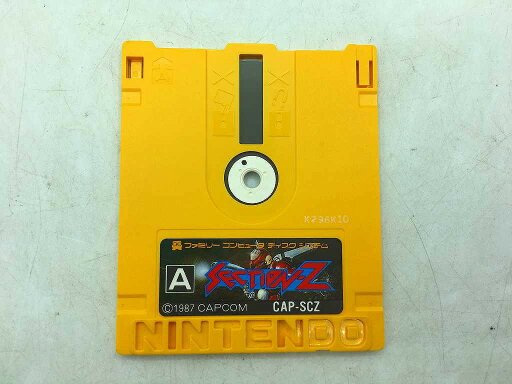 X296K10
ファミリー コンピュータ ディスク システム
A
SECTION-Z
©1987 CAPCOM CAP-SCZ
NINTENDO